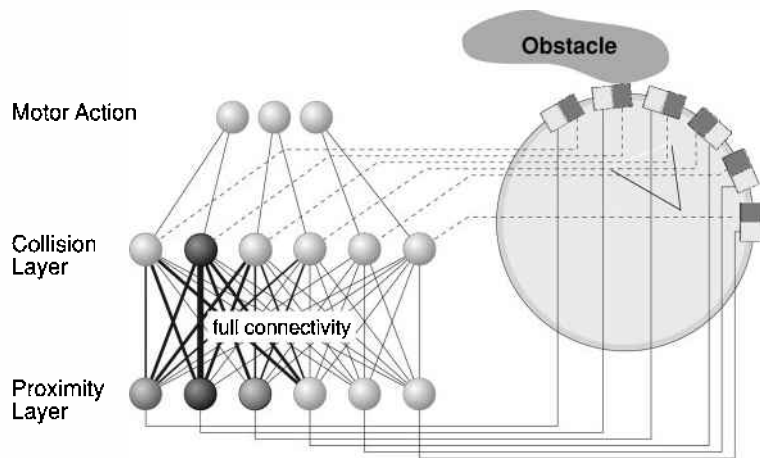 Obstacle
Motor Action
Collision
Layer
full connectivity
Proximity
Layer